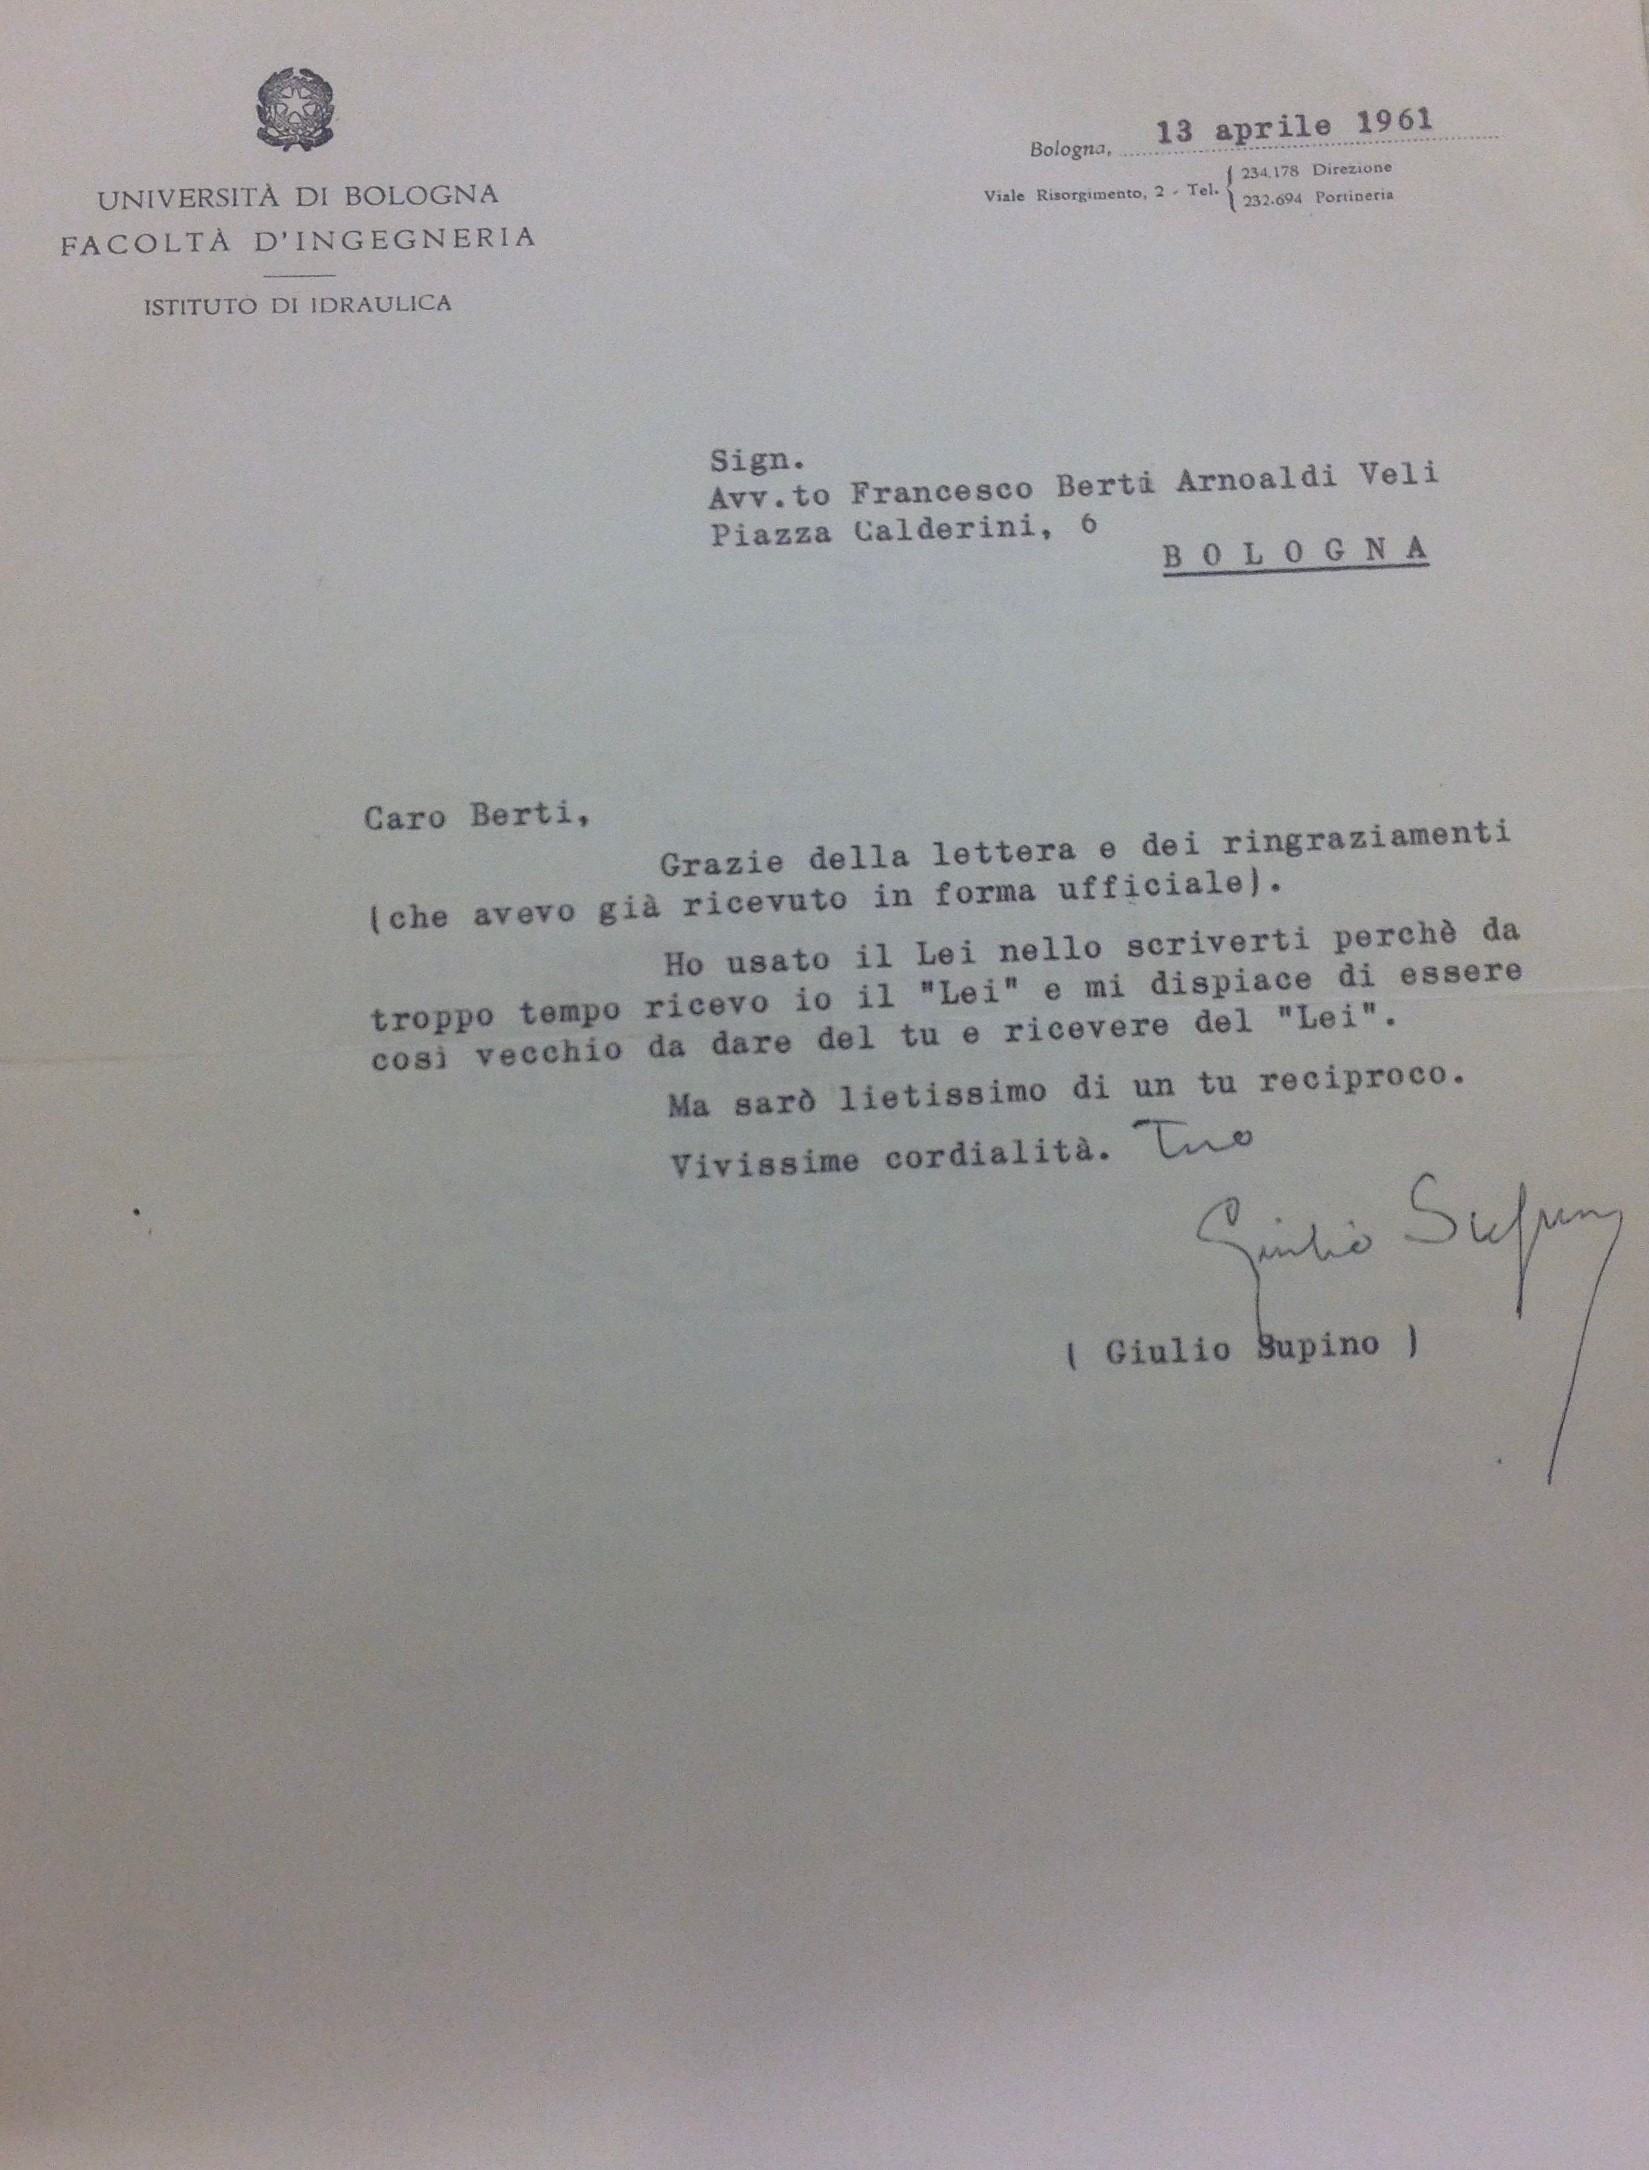 UNIVERSITÀ DI BOLOGNA
FACOLTÀ D'INGEGNERIA
ISTITUTO DI IDRAULICA
Bologna, 13 aprile 1961
Viale Risorgimento, 2 - Tel. { 234.178 Direzione
232.694 Portineria
Sign.
Avv.to Francesco Berti Arnoaldi Veli
Piazza Calderini, 6
B O L O G N A
Caro Berti,
Grazie della lettera e dei ringraziamenti
(che avevo già ricevuto in forma ufficiale).
Ho usato il Lei nello scriverti perchè da
troppo tempo ricevo io il "Lei" e mi dispiace di essere
così vecchio da dare del tu e ricevere del "Lei".
Ma sarò lietissimo di un tu reciproco.
Vivissime cordialità. Tuo
Giulio Supino
( Giulio Supino )